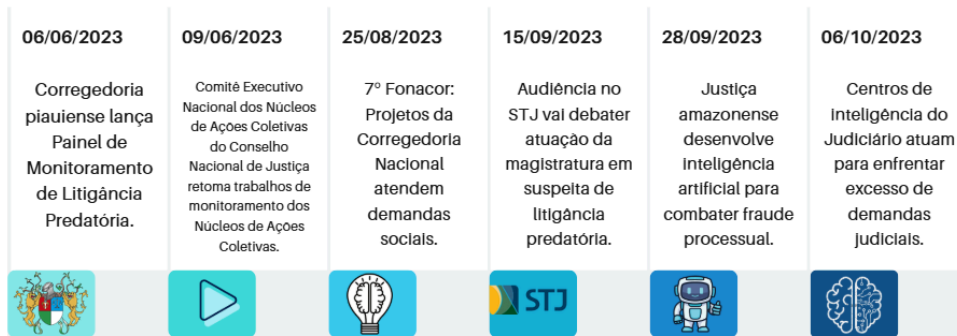 06/06/2023
Corregedoria
piauiense lança
Painel de
Monitoramento
de Litigância
Predatória.
09/06/2023
Comitê Executivo
Nacional dos Núcleos
de Ações Coletivas
do Conselho
Nacional de Justiça
retoma trabalhos de
monitoramento dos
Núcleos de Ações
Coletivas.
25/08/2023
7º Fonacor:
Projetos da
Corregedoria
Nacional
atendem
demandas
sociais.
15/09/2023
Audiência no
STJ vai debater
atuação da
magistratura em
suspeita de
litigância
predatória.
STJ
28/09/2023
Justiça
amazonense
desenvolve
inteligência
artificial para
combater fraude
processual.
06/10/2023
Centros de
Inteligência do
Judiciário atuam
para enfrentar
excesso de
demandas
judiciais.